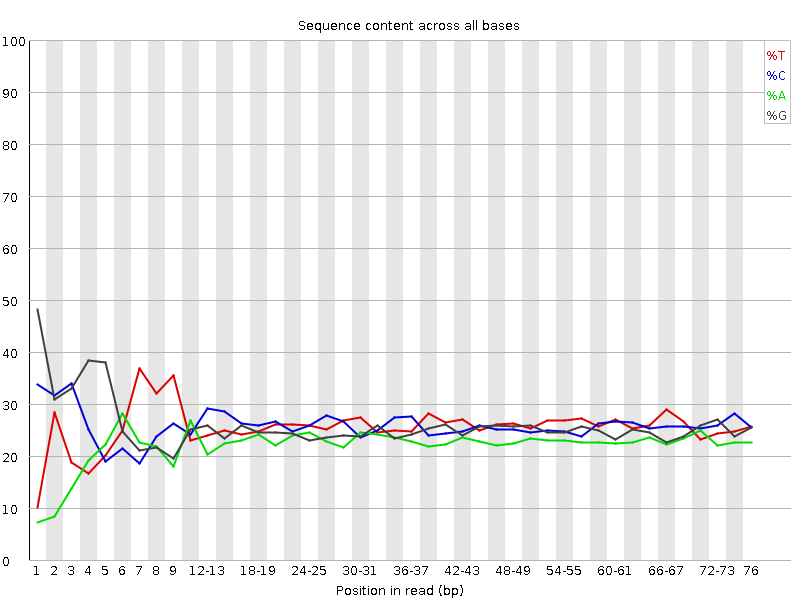 Sequence content across all bases
100
90
80
70
60
50
40
30
20
10
0
%T
%C
%A
%G
1 2 3 4 5 6 7 8 9 12-13 18-19 24-25 30-31 36-37 42-43 48-49 54-55 60-61 66-67 72-73 76
Position in read (bp)